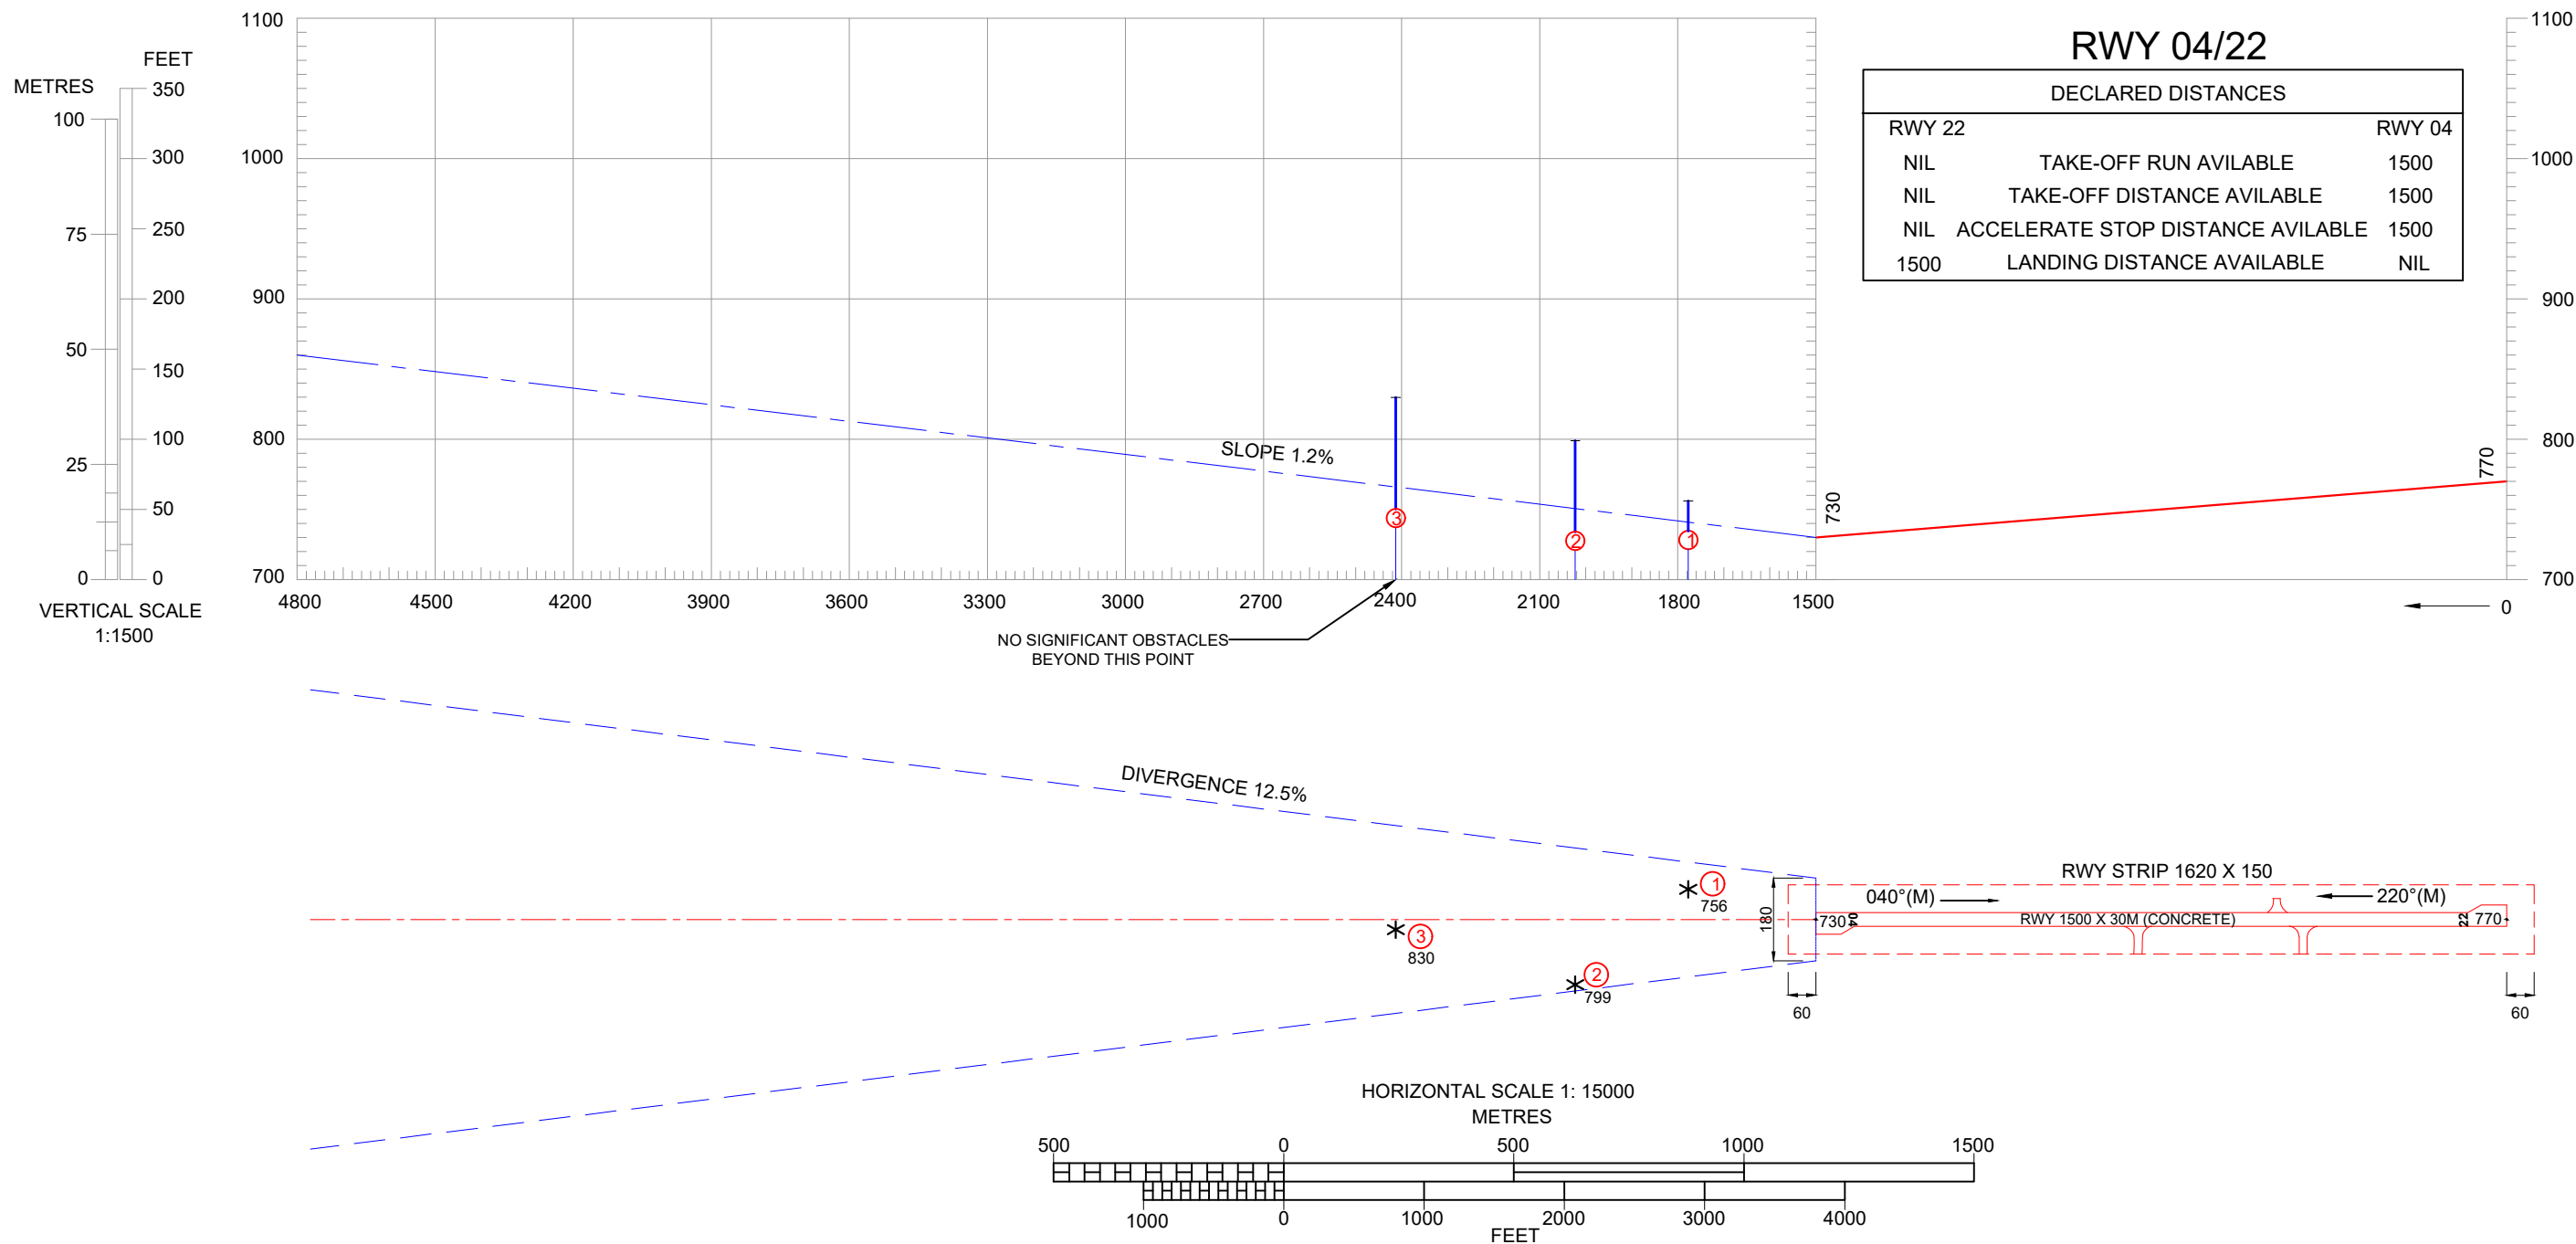 RWY 04/22
DECLARED DISTANCES
RWY 22 RWY 04
NIL TAKE-OFF RUN AVILABLE 1500
NIL TAKE-OFF DISTANCE AVILABLE 1500
NIL ACCELERATE STOP DISTANCE AVILABLE 1500
1500 LANDING DISTANCE AVAILABLE NIL
METRES
100
75
50
25
0
FEET
350
300
250
200
150
100
50
0
VERTICAL SCALE
1:1500
1100
1000
900
800
700
1100
1000
900
800
700
SLOPE 1.2%
3
2
1
730
770
4800 4500 4200 3900 3600 3300 3000 2700 2400 2100 1800 1500 0
NO SIGNIFICANT OBSTACLES
BEYOND THIS POINT
DIVERGENCE 12.5%
1
756
3
830
2
799
180
RWY STRIP 1620 X 150
040°(M) 220°(M)
730 04 RWY 1500 X 30M (CONCRETE) 22 770
60 60
HORIZONTAL SCALE 1: 15000
METRES
500 0 500 1000 1500
1000 0 1000 2000 3000 4000
FEET